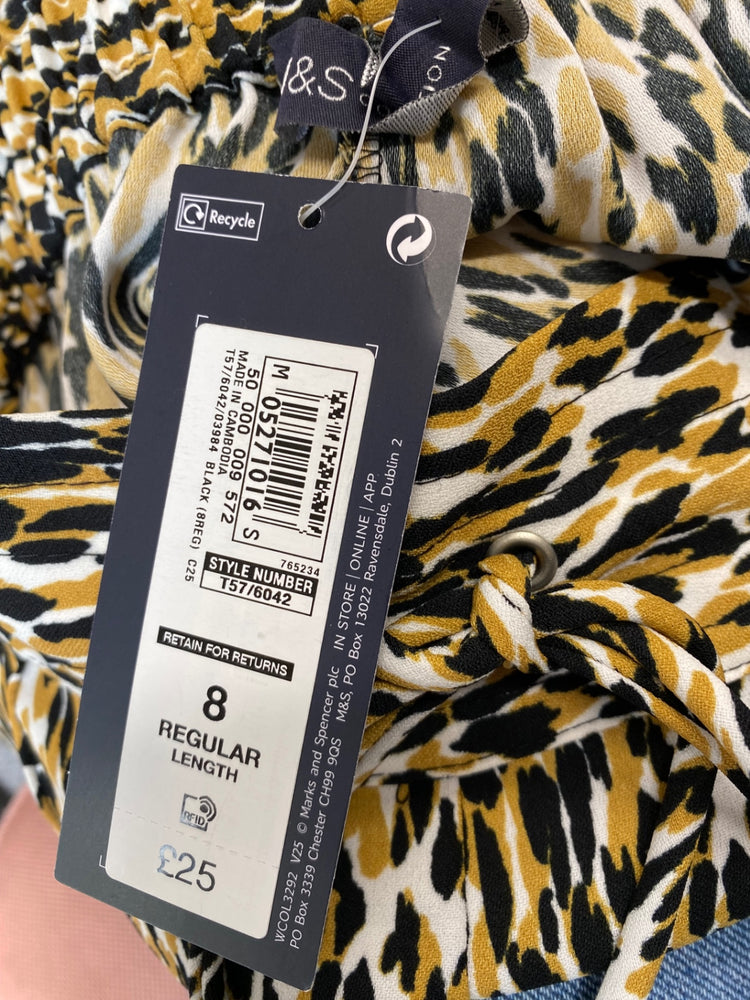 M&S
ION
Recycle
M 05271016 S
50 000 009 572
MADE IN CAMBODIA
T57/6042/03984 BLACK (8REG) C25
765234
STYLE NUMBER
T57/6042
RETAIN FOR RETURNS
8
REGULAR
LENGTH
RFID
£25
WCOL3292 V25 © Marks and Spencer plc IN STORE | ONLINE | APP
PO Box 3339 Chester CH99 9QS M&S, PO Box 13022 Ravensdale, Dublin 2